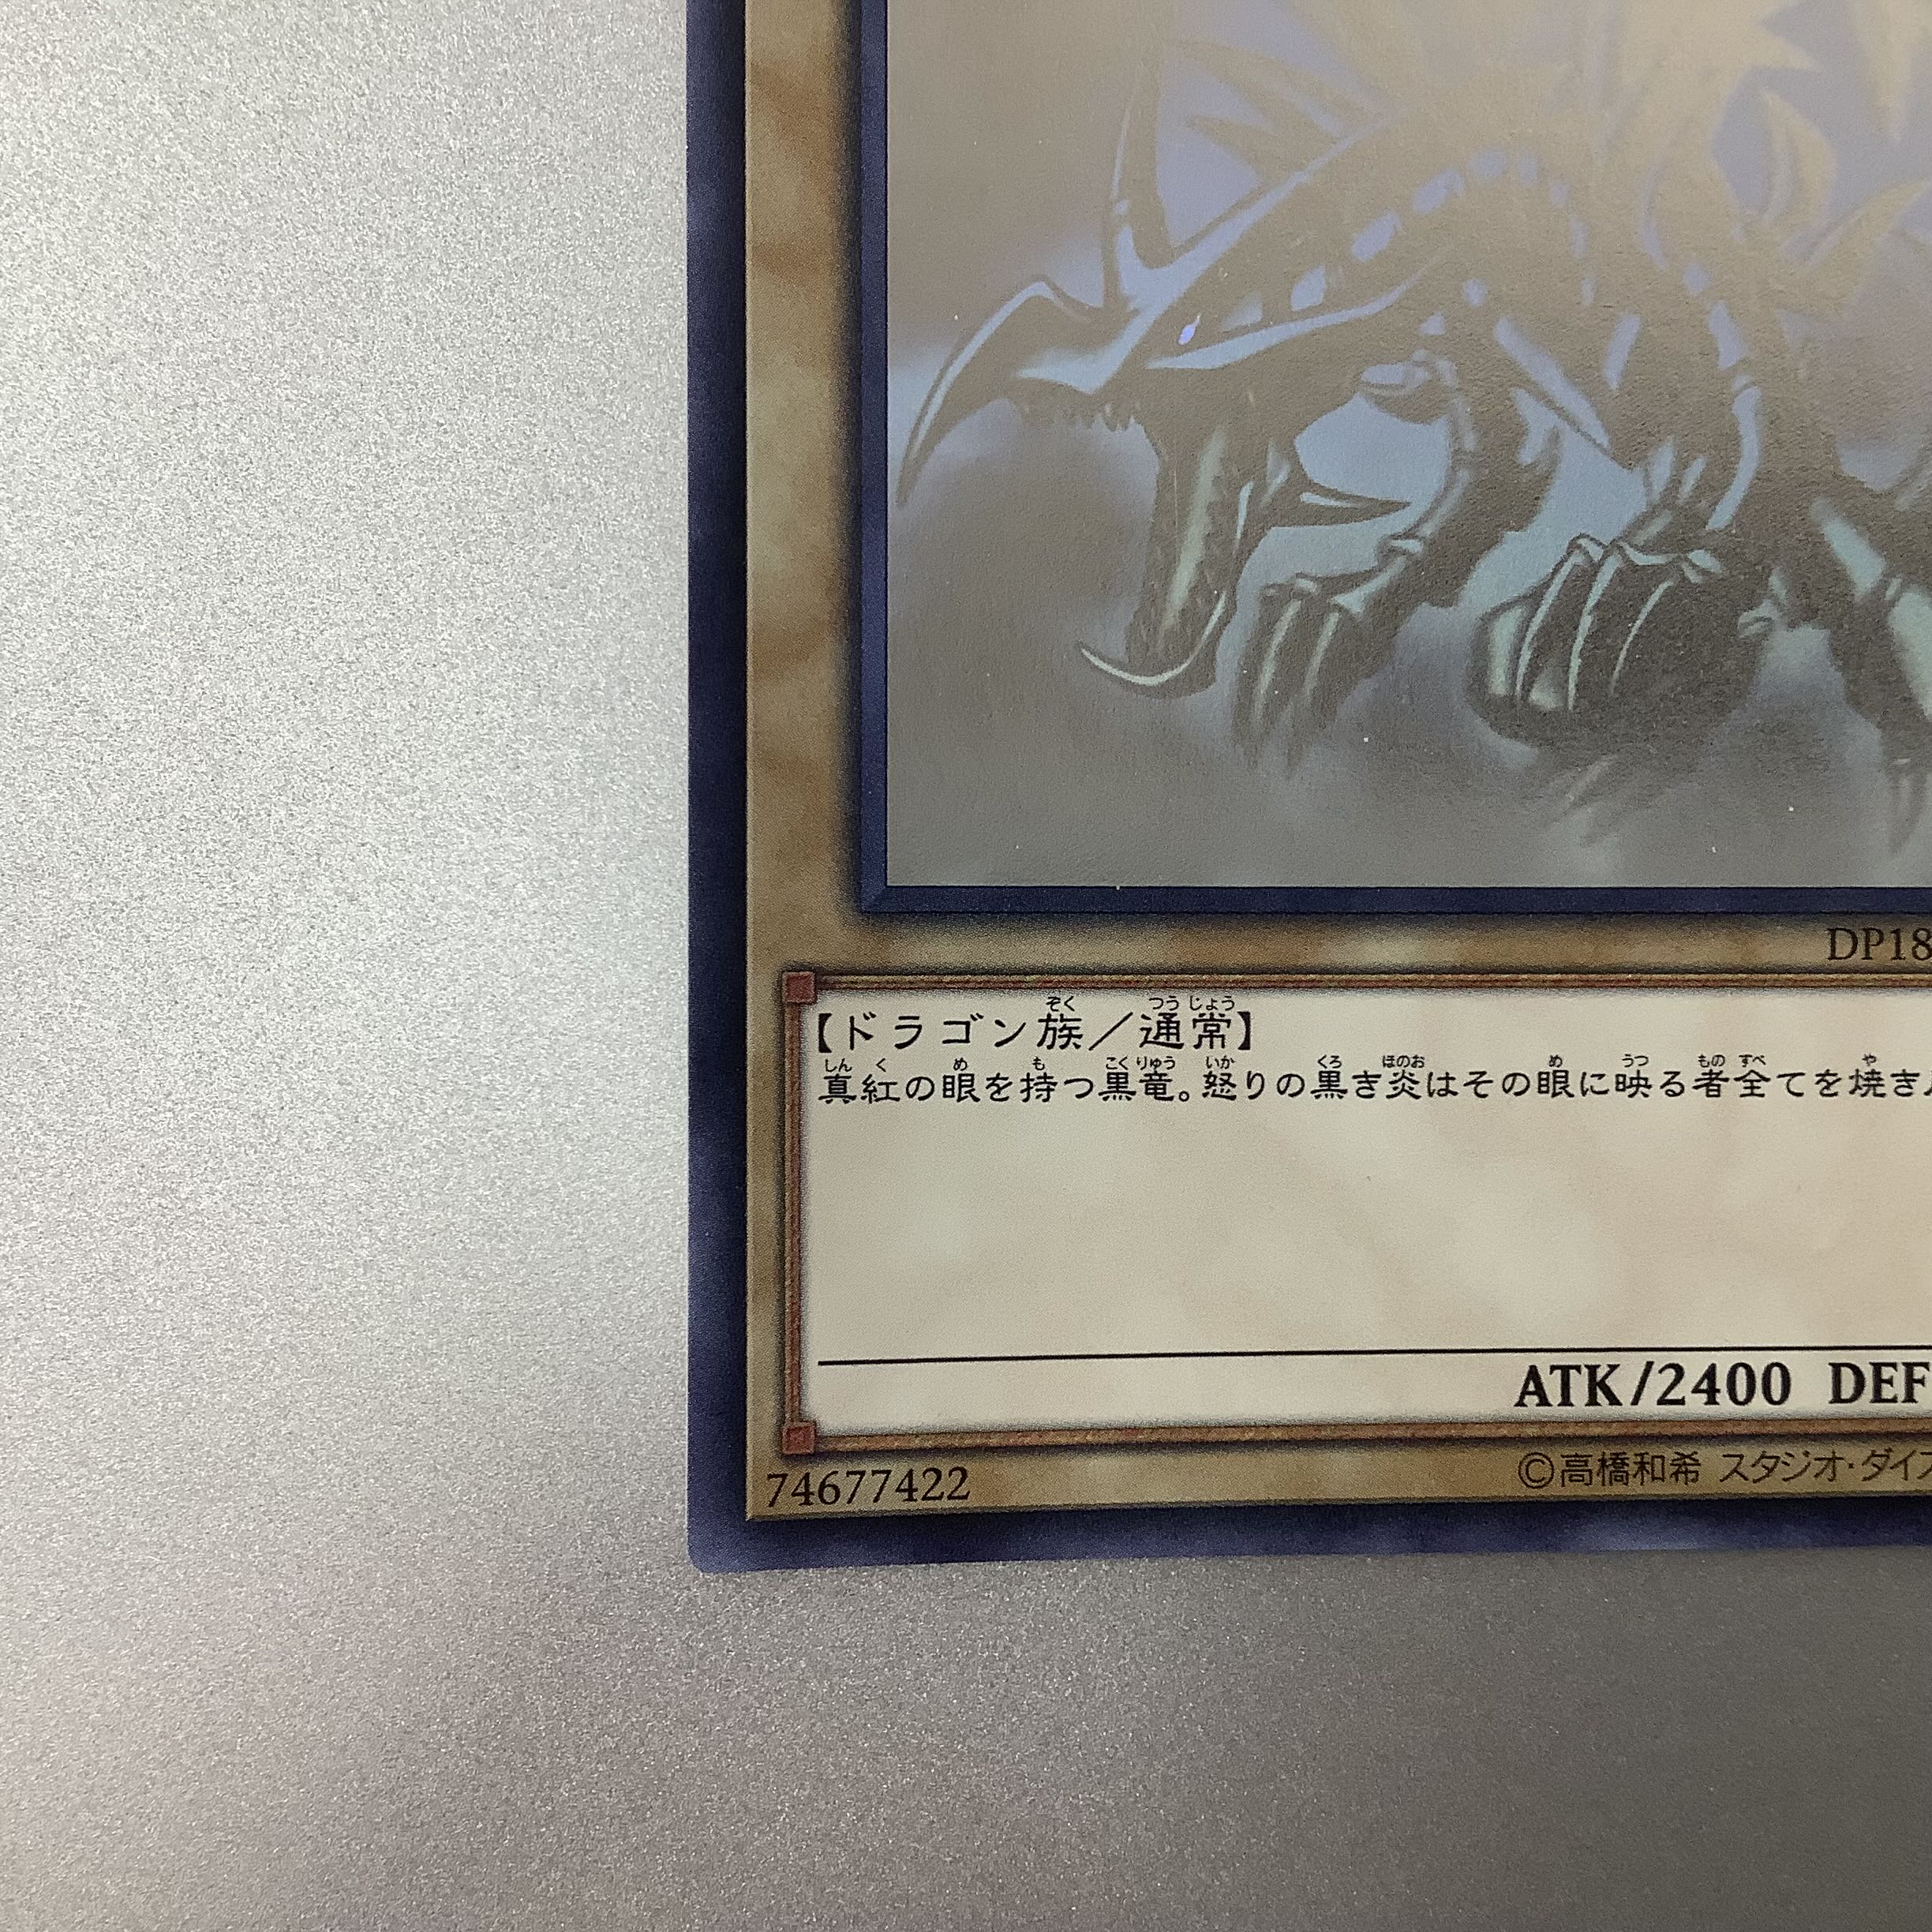 DP18
【ドラゴン族／通常】
真紅の眼を持つ黒竜。怒りの黒き炎はその眼に映る者全てを焼き
ATK/2400 DEF
74677422
©高橋和希 スタジオ・ダイス